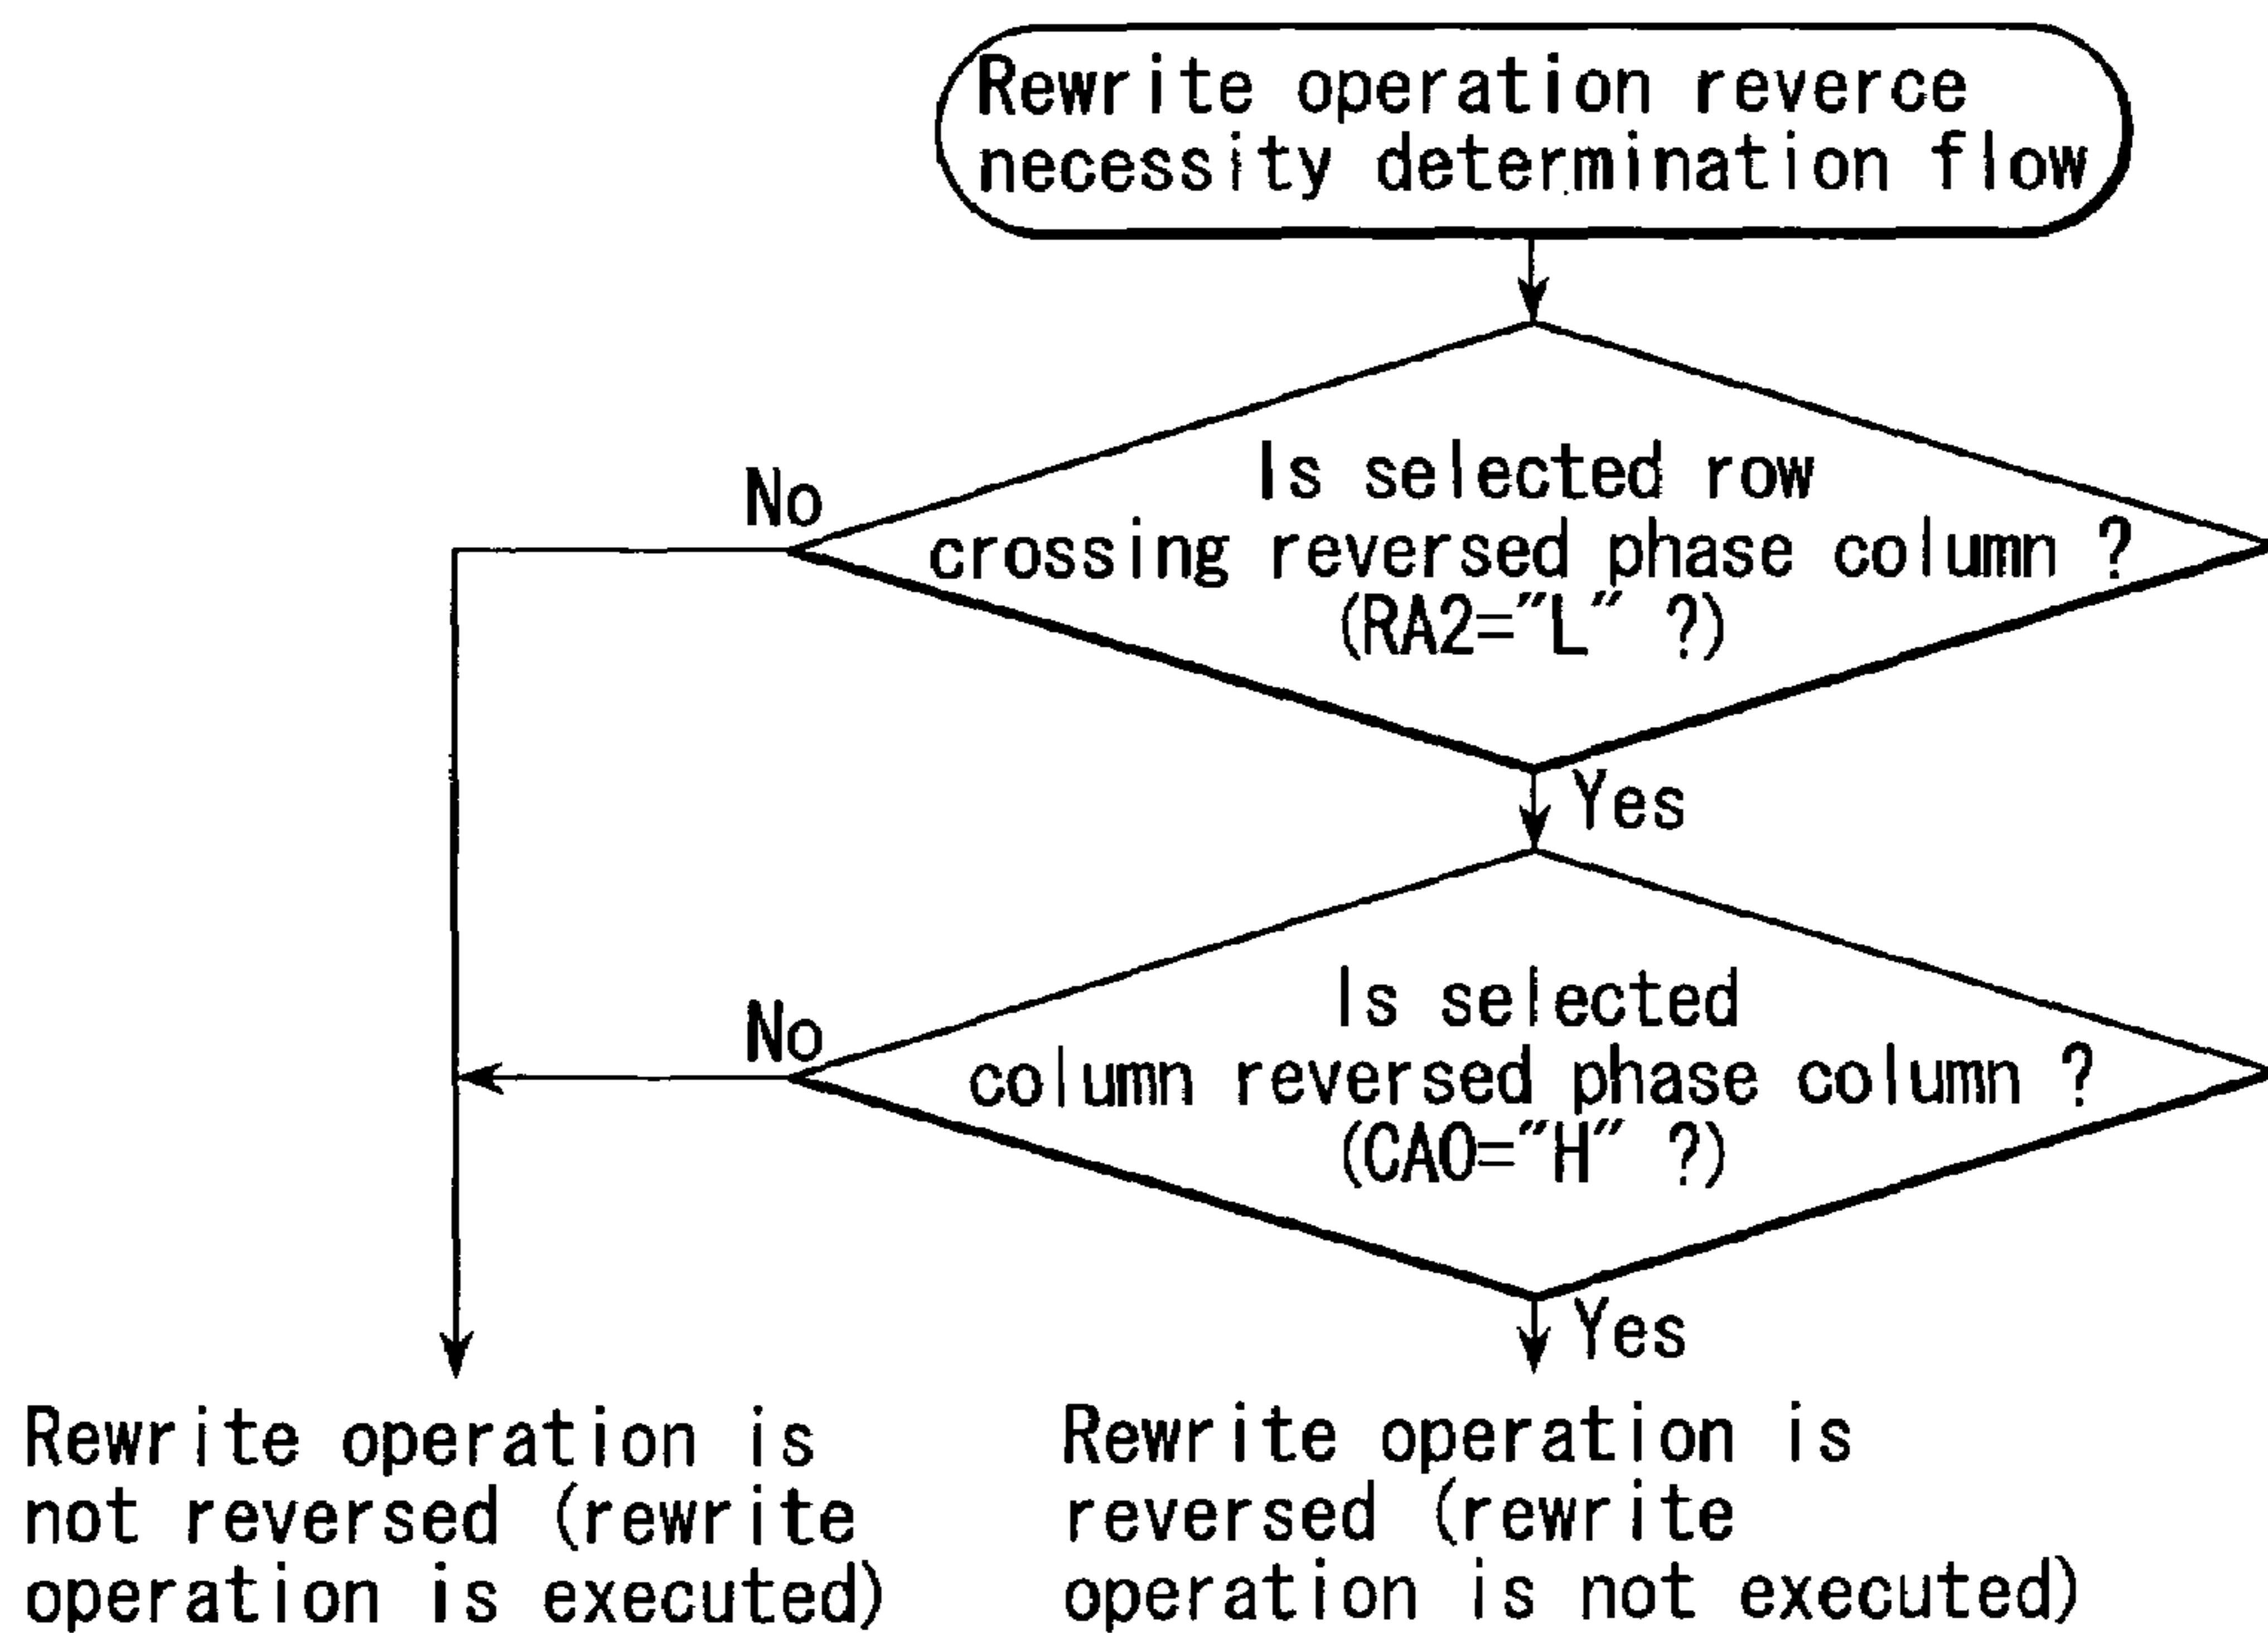 Rewrite operation reverce
necessity determination flow
Is selected row
crossing reversed phase column ?
(RA2="L" ?)
No
Yes
Is selected
column reversed phase column ?
(CA0="H" ?)
No
Yes
Rewrite operation is
not reversed (rewrite
operation is executed)
Rewrite operation is
reversed (rewrite
operation is not executed)